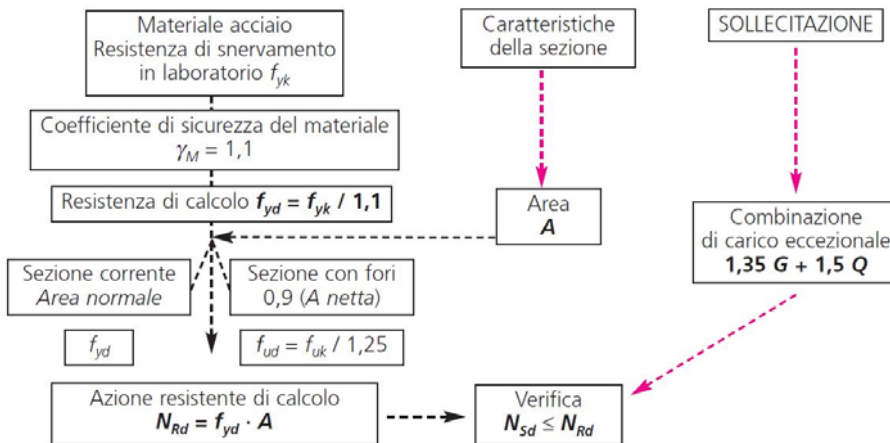 Materiale acciaio
Resistenza di snervamento
in laboratorio f_yk
Coefficiente di sicurezza del materiale
γ_M = 1,1
Resistenza di calcolo f_yd = f_yk / 1,1
Sezione corrente
Area normale
Sezione con fori
0,9 (A netta)
f_yd
f_ud = f_uk / 1,25
Azione resistente di calcolo
N_Rd = f_yd · A
Caratteristiche
della sezione
Area
A
SOLLECITAZIONE
Combinazione
di carico eccezionale
1,35 G + 1,5 Q
Verifica
N_Sd ≤ N_Rd